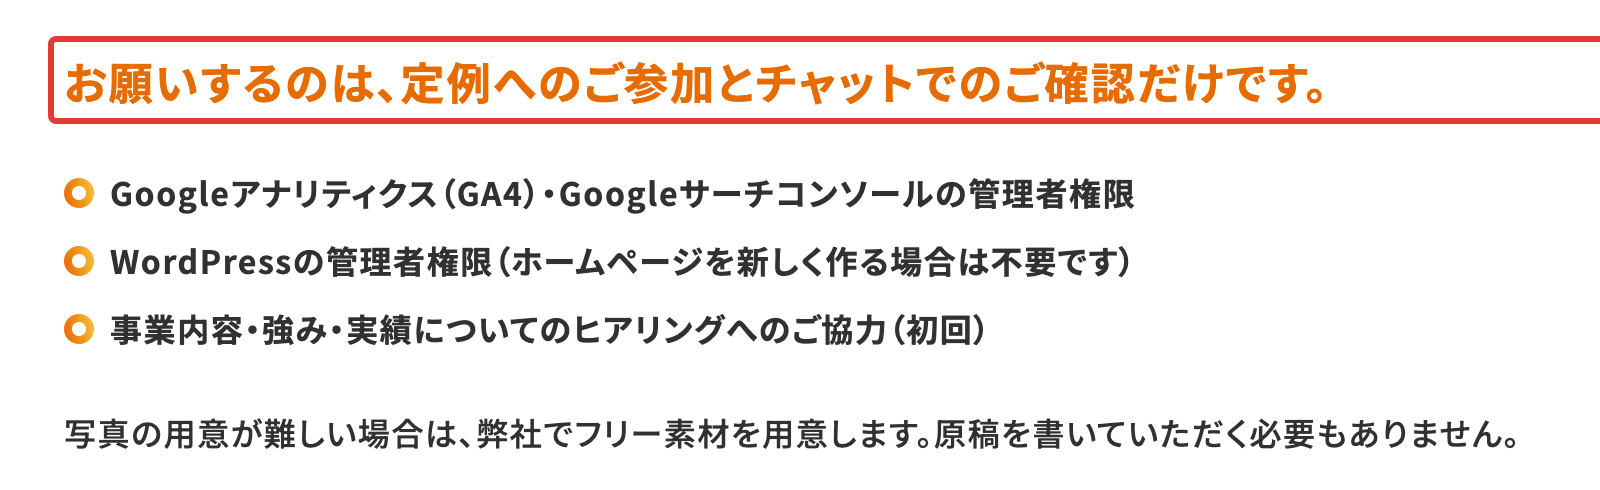 お願いするのは、定例へのご参加とチャットでのご確認だけです。
Googleアナリティクス（GA4）・Googleサーチコンソールの管理者権限
WordPressの管理者権限（ホームページを新しく作る場合は不要です）
事業内容・強み・実績についてのヒアリングへのご協力（初回）
写真の用意が難しい場合は、弊社でフリー素材を用意します。原稿を書いていただく必要もありません。